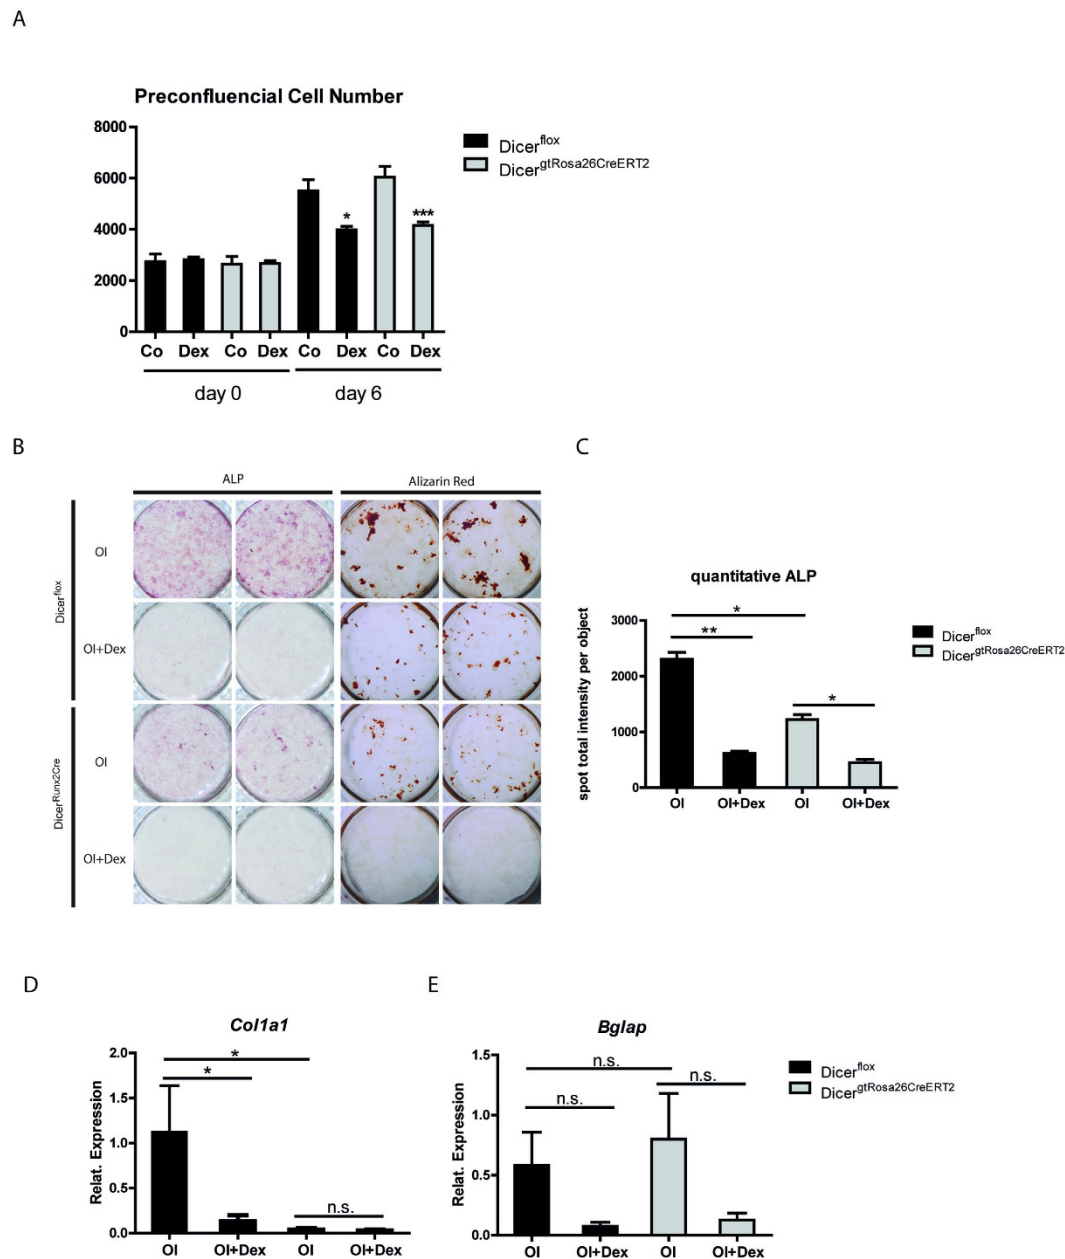 A
Preconfluencial Cell Number
8000
6000
4000
2000
0
*
***
Co Dex Co Dex Co Dex Co Dex
day 0 day 6
Dicerflox
DicergtRosa26CreERT2
B
ALP Alizarin Red
Dicerflox
OI
OI+Dex
DicerRunx2Cre
OI
OI+Dex
C
quantitative ALP
spot total intensity per object
3000
2000
1000
0
*
**
*
OI OI+Dex OI OI+Dex
Dicerflox
DicergtRosa26CreERT2
D
Col1a1
Relat. Expression
2.0
1.5
1.0
0.5
0.0
*
*
n.s.
OI OI+Dex OI OI+Dex
E
Bglap
Relat. Expression
1.5
1.0
0.5
0.0
n.s.
n.s.
n.s.
OI OI+Dex OI OI+Dex
Dicerflox
DicergtRosa26CreERT2